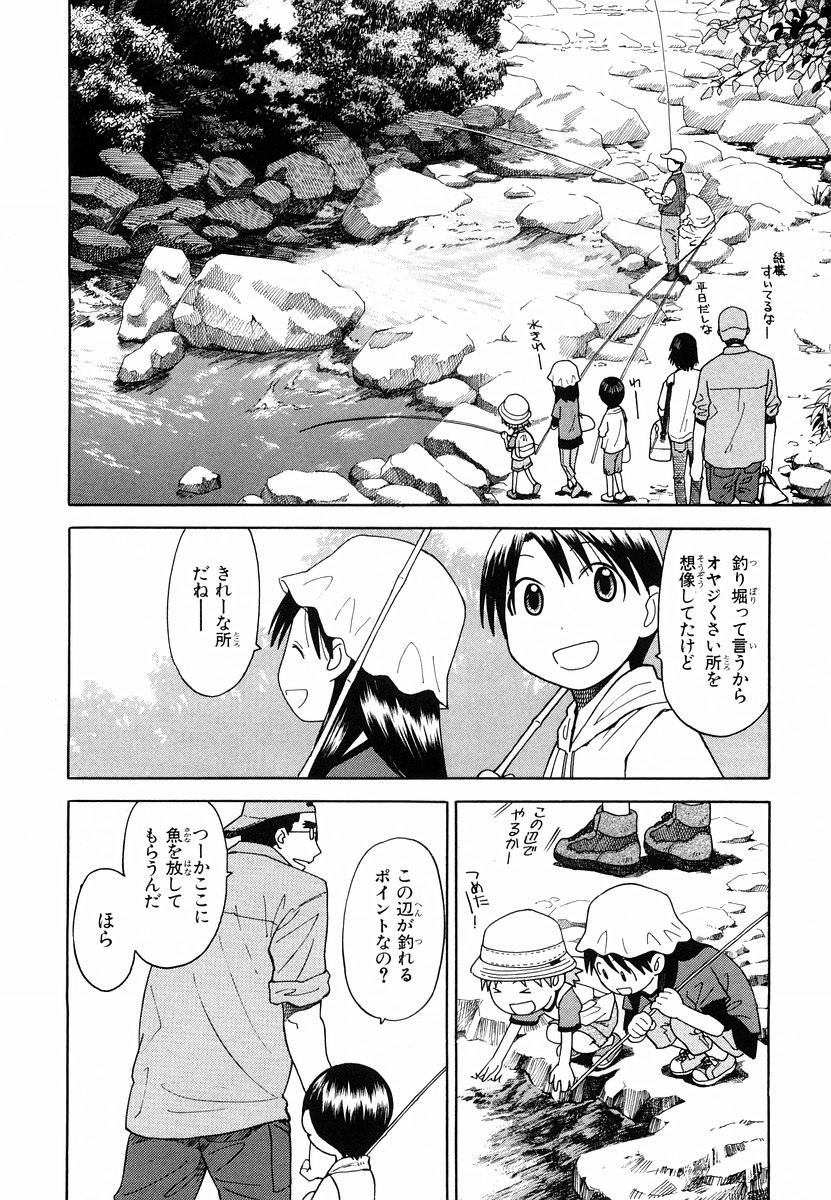 結構
すいてるなー
平日だしな
水きれー
わー
釣り堀って言うから
オヤジくさい所を
想像してたけど
きれーな所
だねー
この辺で
やるかー
つめたー!
この辺が釣れる
ポイントなの?
つーかここに
魚を放して
もらうんだ
ほら